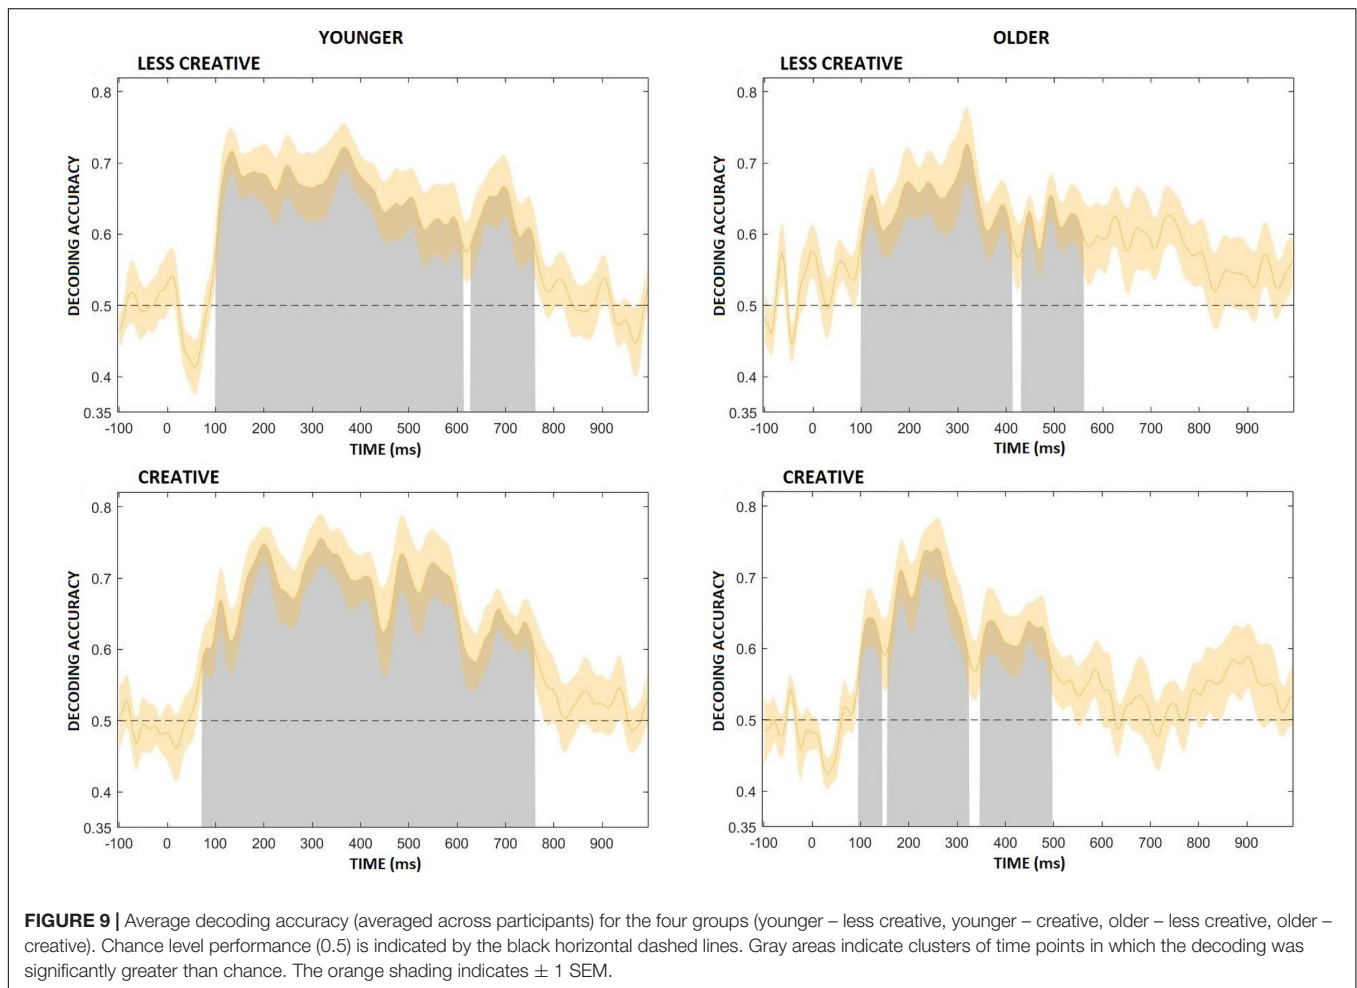 YOUNGER
LESS CREATIVE
DECODING ACCURACY
0.8
0.7
0.6
0.5
0.4
0.35
-100 0 100 200 300 400 500 600 700 800 900
TIME (ms)
OLDER
LESS CREATIVE
DECODING ACCURACY
0.8
0.7
0.6
0.5
0.4
0.35
-100 0 100 200 300 400 500 600 700 800 900
TIME (ms)
CREATIVE
DECODING ACCURACY
0.8
0.7
0.6
0.5
0.4
0.35
-100 0 100 200 300 400 500 600 700 800 900
TIME (ms)
CREATIVE
DECODING ACCURACY
0.8
0.7
0.6
0.5
0.4
0.35
-100 0 100 200 300 400 500 600 700 800 900
TIME (ms)
FIGURE 9 | Average decoding accuracy (averaged across participants) for the four groups (younger – less creative, younger – creative, older – less creative, older –
creative). Chance level performance (0.5) is indicated by the black horizontal dashed lines. Gray areas indicate clusters of time points in which the decoding was
significantly greater than chance. The orange shading indicates ± 1 SEM.